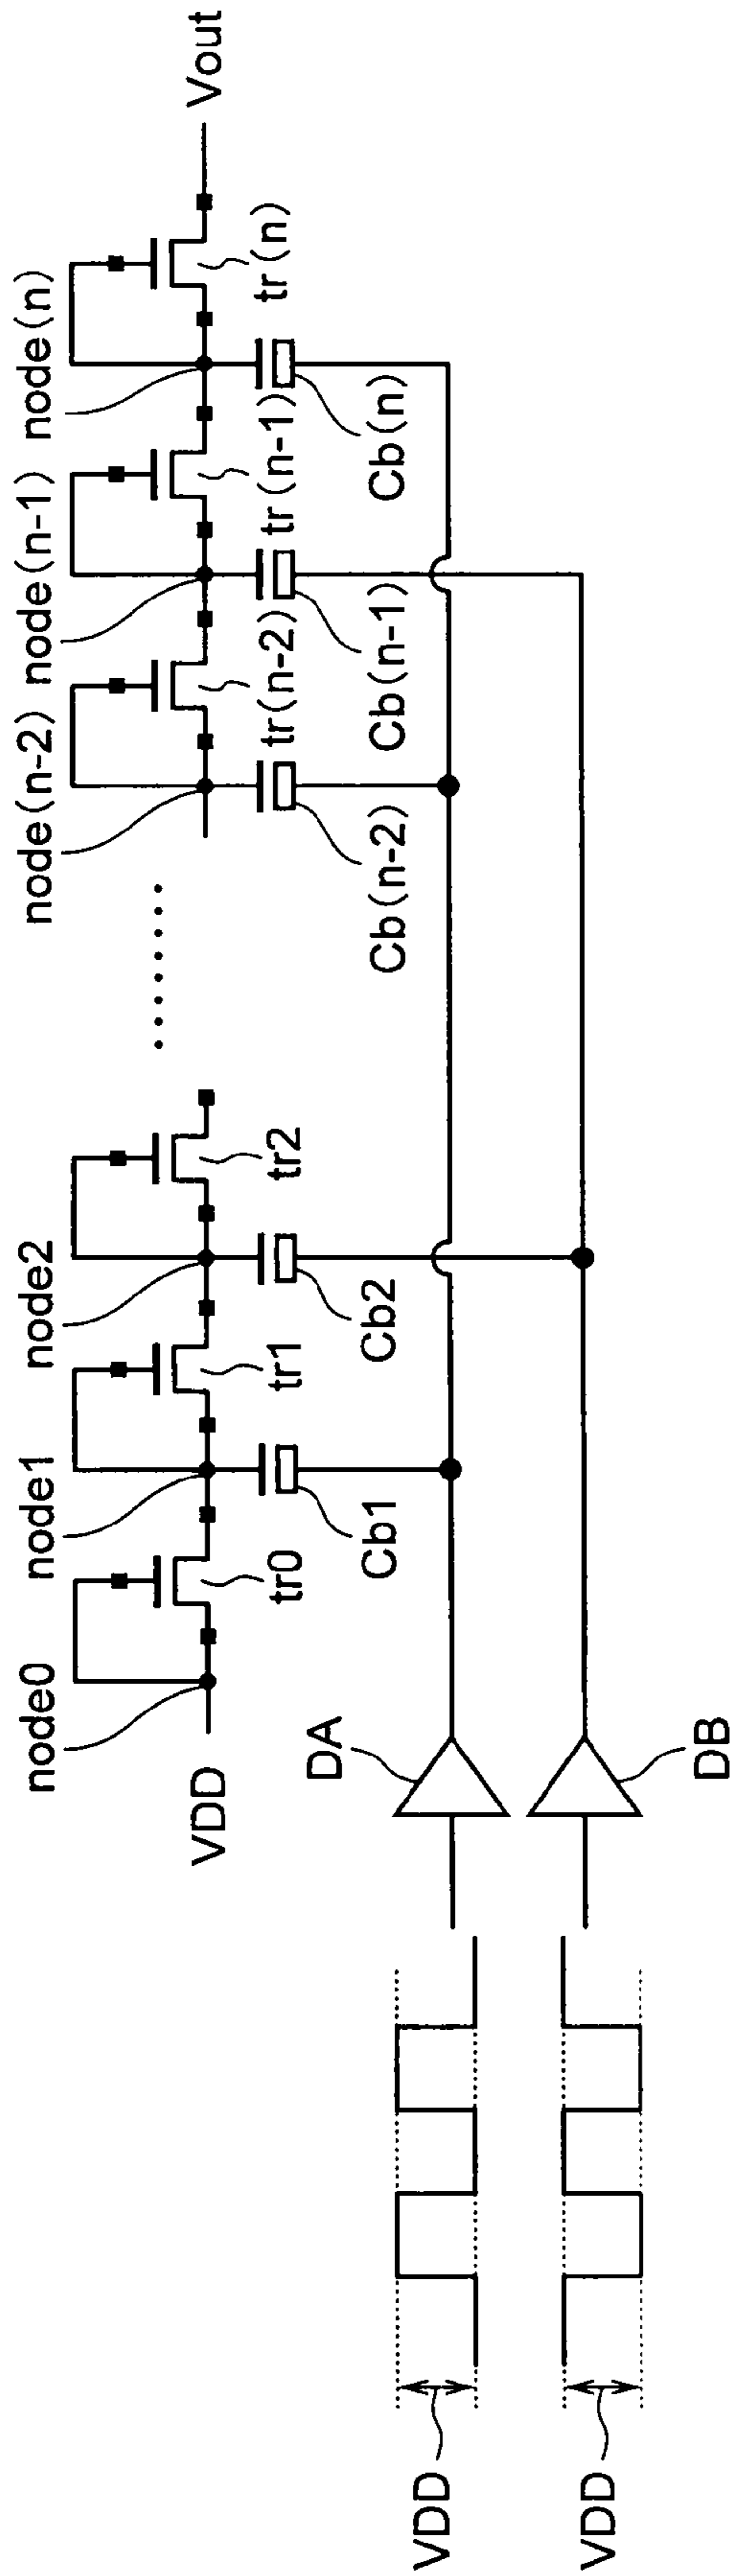 node0
node1
node2
node(n-2)
node(n-1)
node(n)
VDD
Vout
tr0
tr1
tr2
tr(n-2)
tr(n-1)
tr(n)
........
Cb1
Cb2
Cb(n-2)
Cb(n-1)
Cb(n)
DA
DB
VDD
VDD